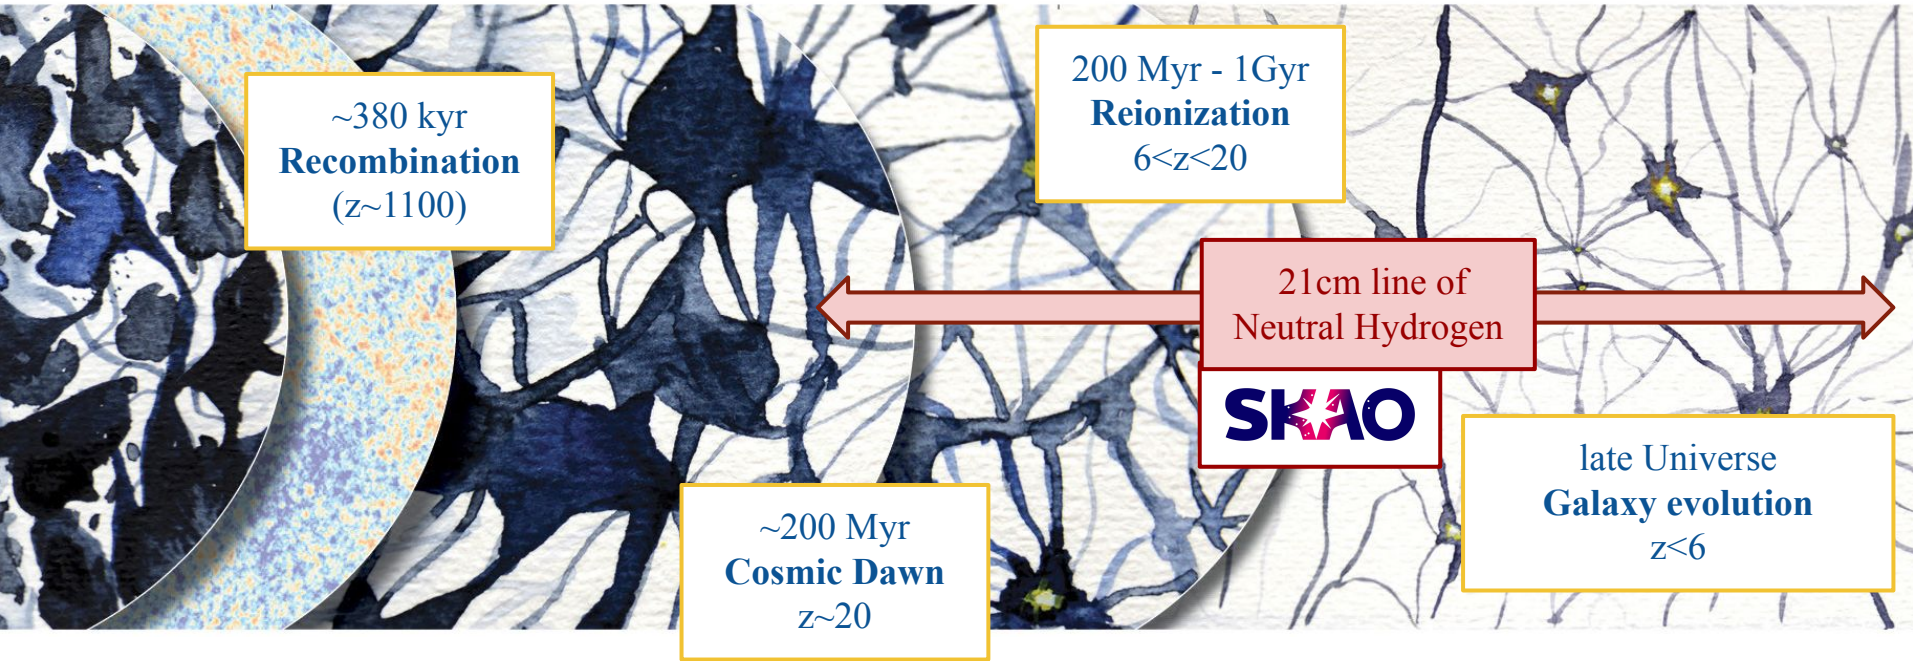 ~380 kyr
Recombination
(z~1100)
200 Myr - 1Gyr
Reionization
6<z<20
21cm line of
Neutral Hydrogen
SKAO
~200 Myr
Cosmic Dawn
z~20
late Universe
Galaxy evolution
z<6